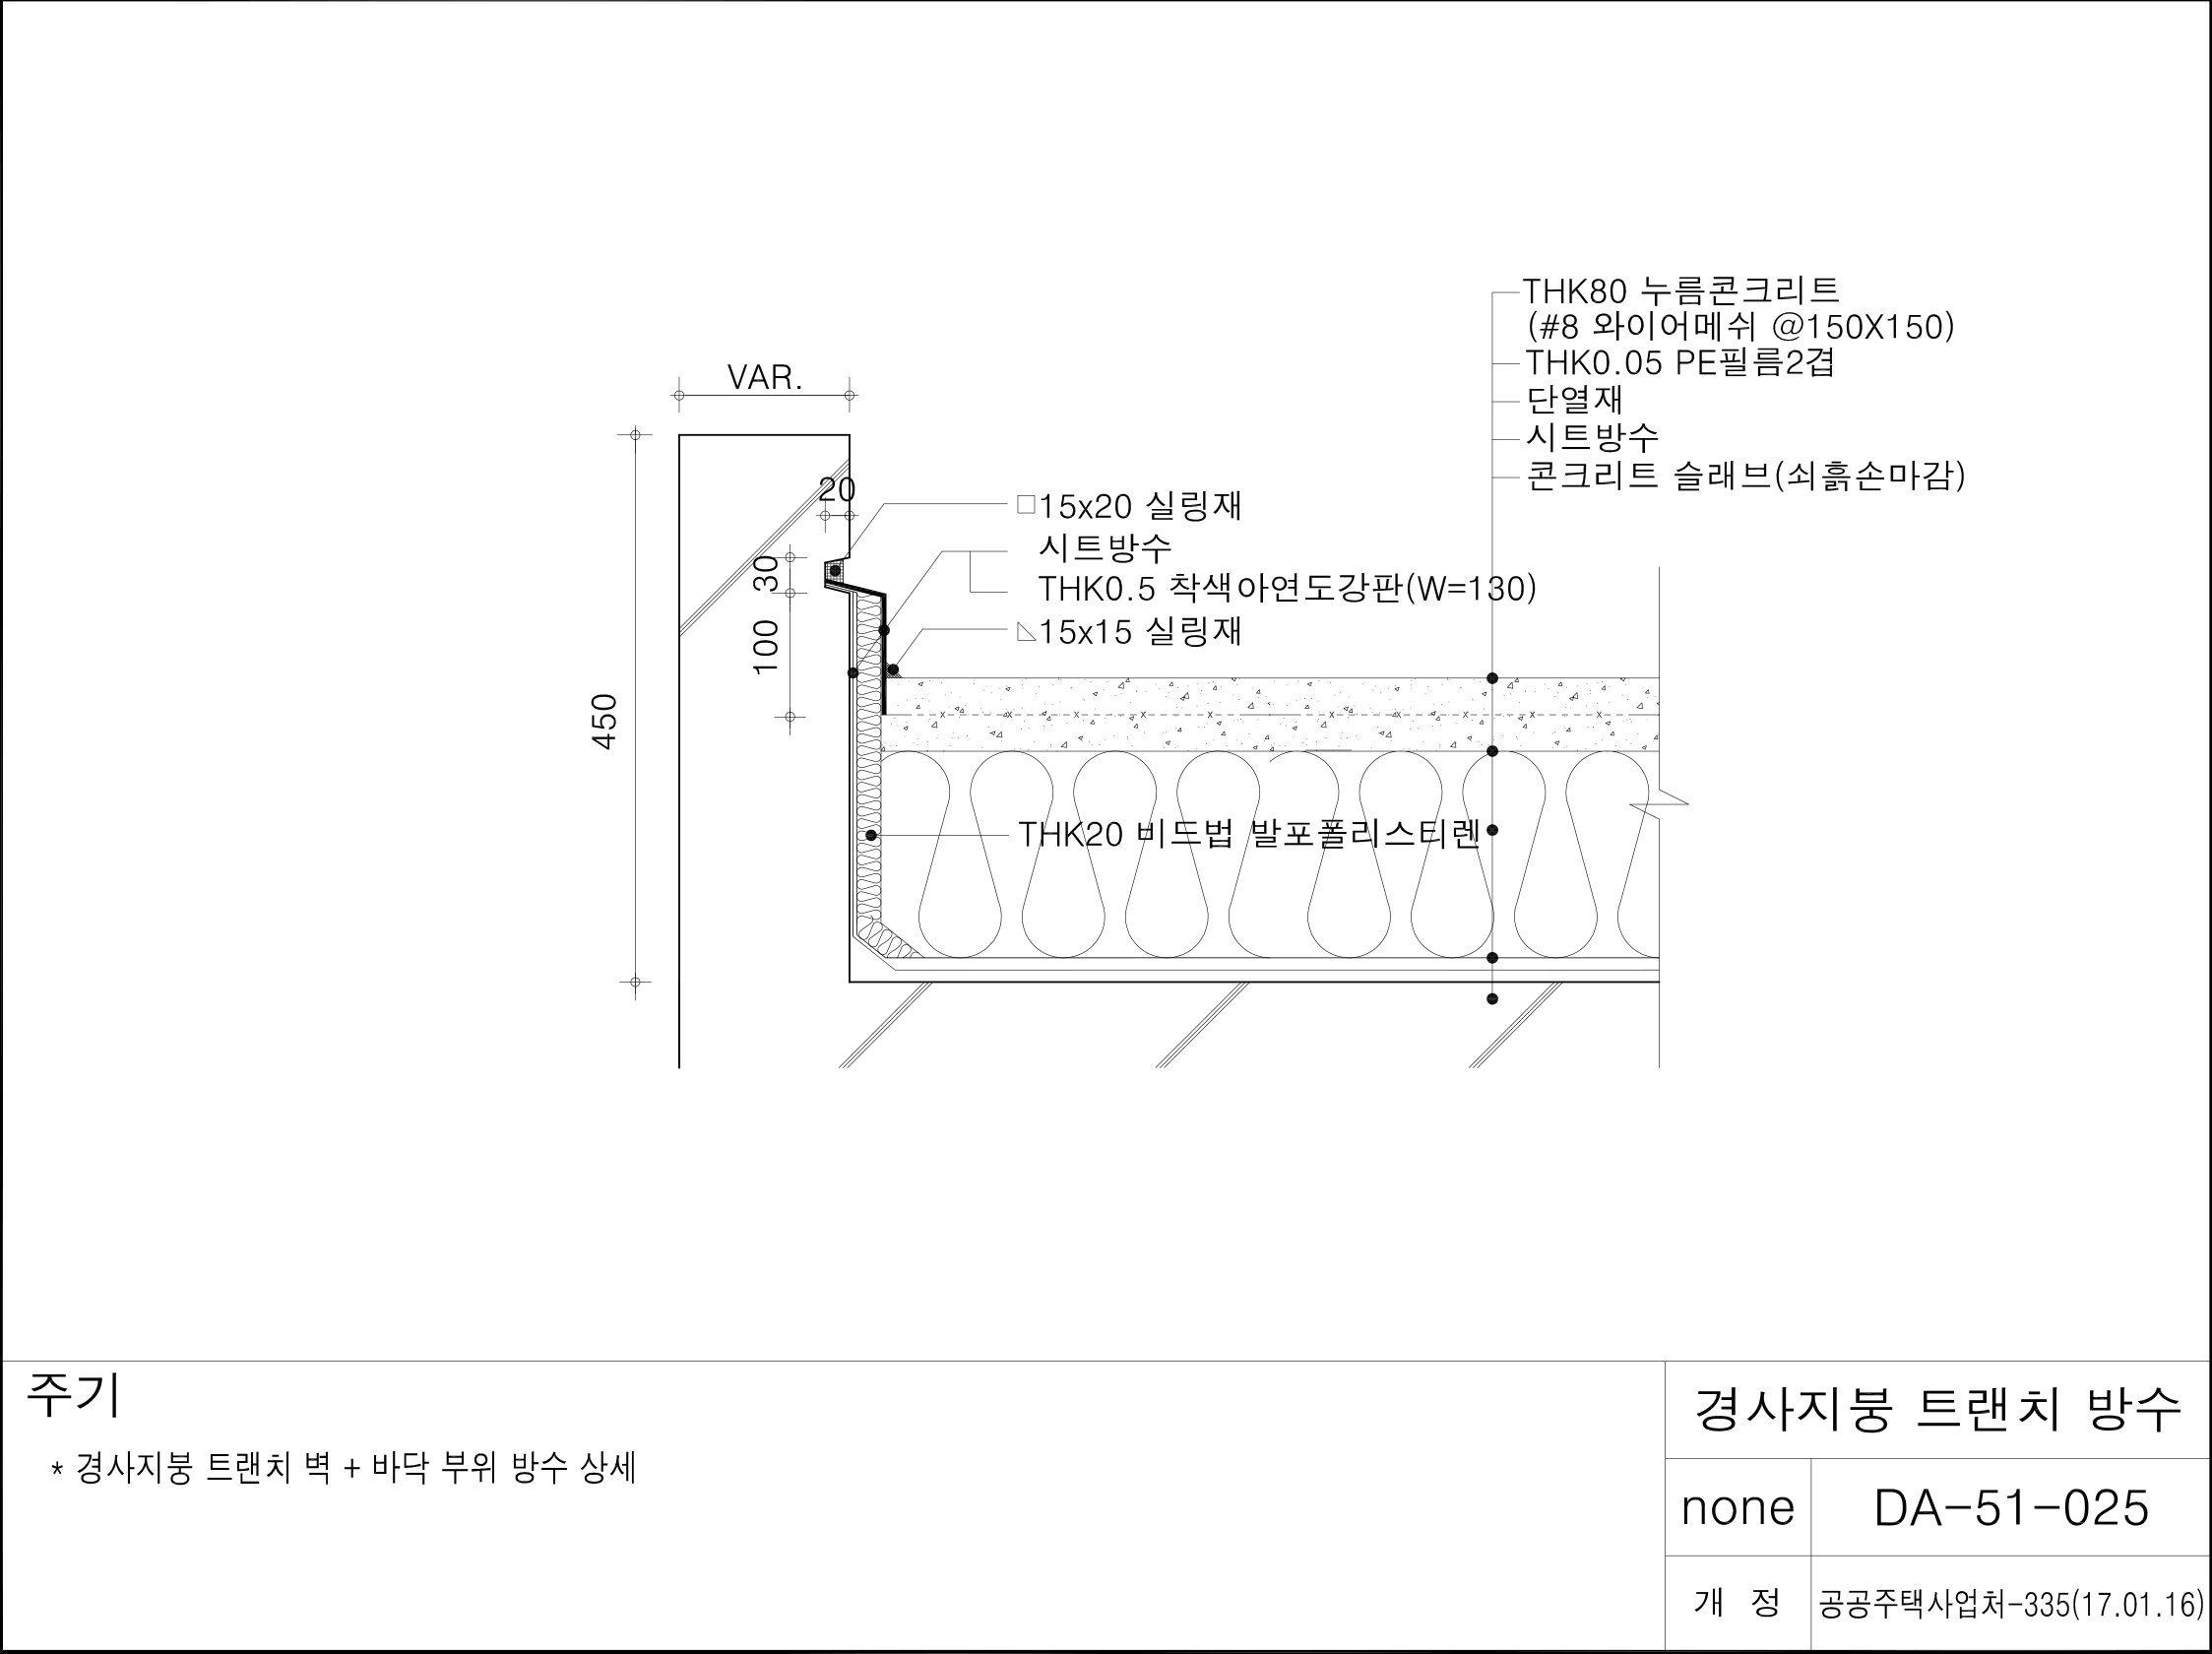 THK80 누름콘크리트
(#8 와이어메쉬 @150X150)
THK0.05 PE필름2겹
단열재
시트방수
콘크리트 슬래브(쇠흙손마감)
VAR.
20
□15x20 실링재
시트방수
30
THK0.5 착색아연도강판(W=130)
100
◺15x15 실링재
450
THK20 비드법 발포폴리스티렌
주기
* 경사지붕 트랜치 벽 + 바닥 부위 방수 상세
경사지붕 트랜치 방수
none
DA-51-025
개 정
공공주택사업처-335(17.01.16)